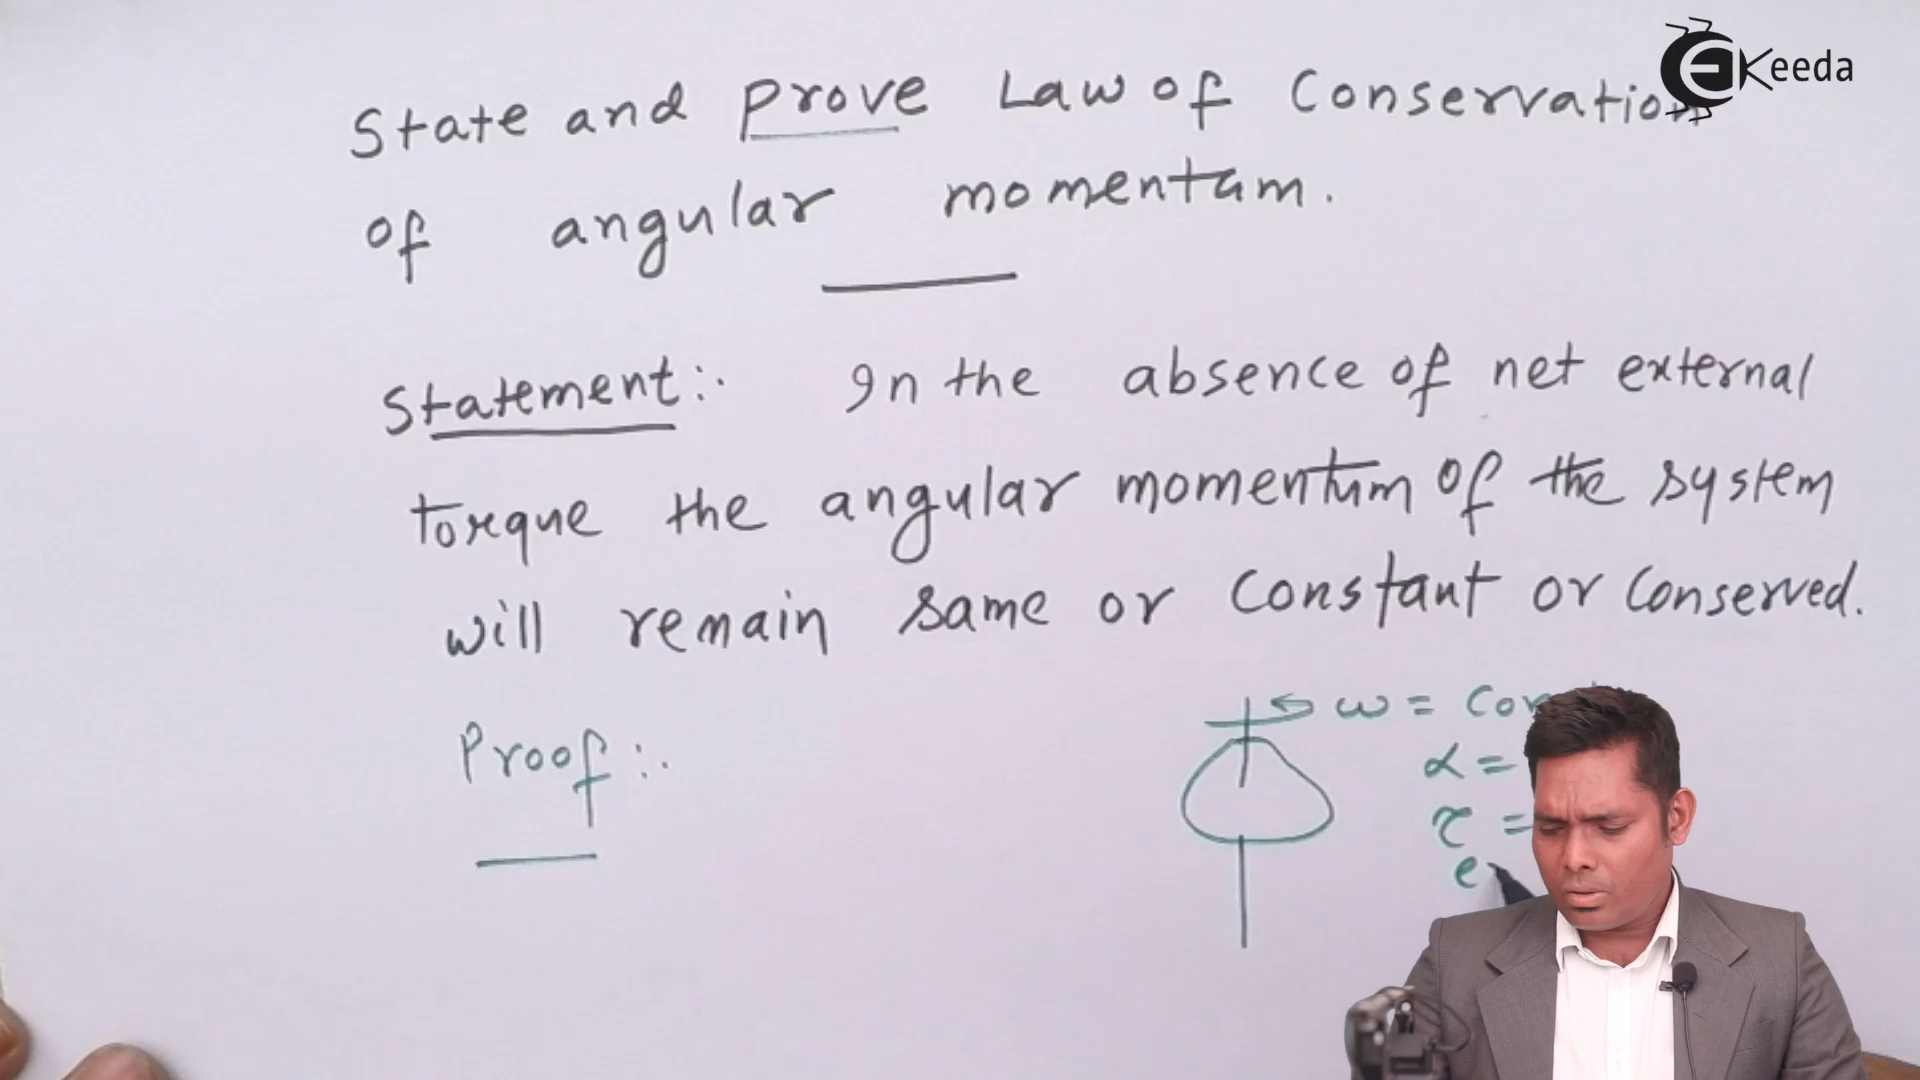 EKeeda
State and prove Law of Conservation
of angular momentum.
Statement:- In the absence of net external
torque the angular momentum of the system
will remain same or constant or conserved.
Proof:-
ω =
α =
τ =
e